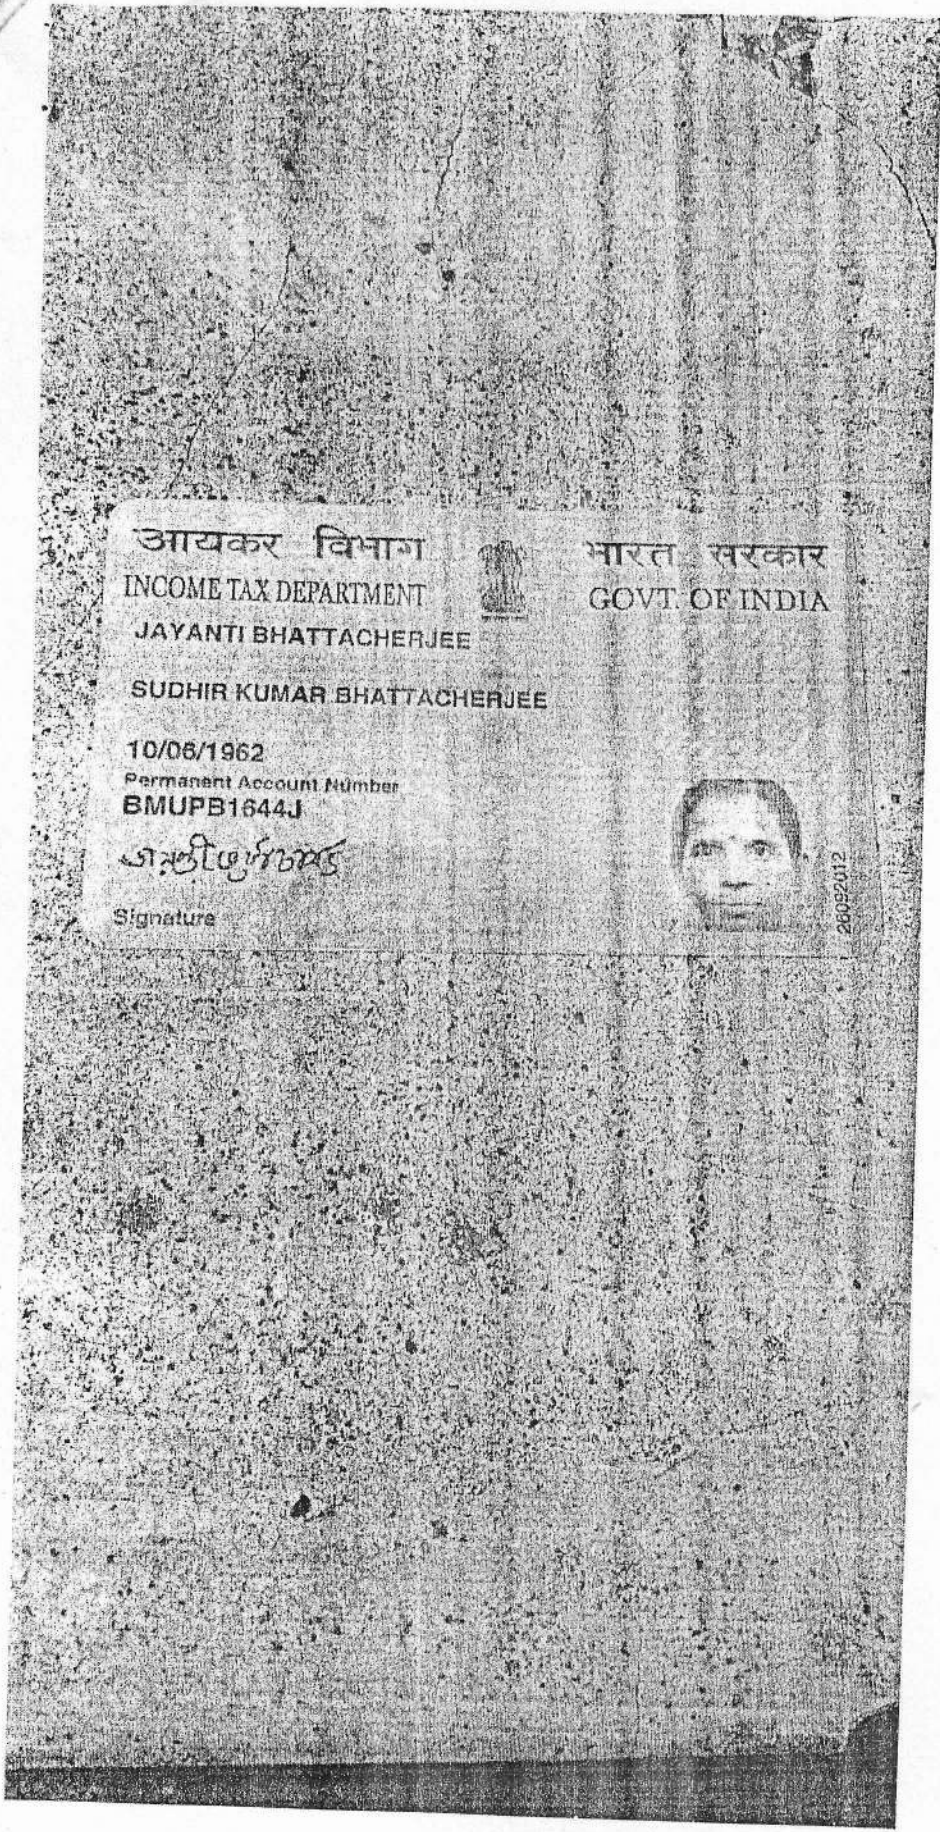 आयकर विभाग भारत सरकार
INCOME TAX DEPARTMENT GOVT. OF INDIA
JAYANTI BHATTACHERJEE
SUDHIR KUMAR BHATTACHERJEE
10/06/1962
Permanent Account Number
BMUPB1644J
Signature
26092012